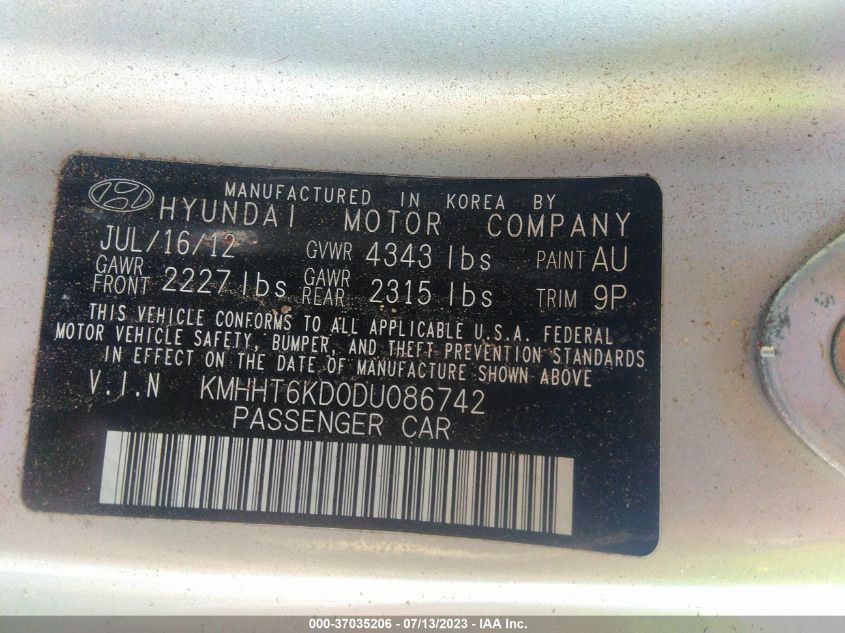 MANUFACTURED IN KOREA BY
HYUNDAI MOTOR COMPANY
JUL/16/12 GVWR 4343 lbs PAINT AU
GAWR FRONT 2227 lbs GAWR REAR 2315 lbs TRIM 9P
THIS VEHICLE CONFORMS TO ALL APPLICABLE U.S.A. FEDERAL
MOTOR VEHICLE SAFETY, BUMPER, AND THEFT PREVENTION STANDARDS
IN EFFECT ON THE DATE OF MANUFACTURE SHOWN ABOVE
V.I.N KMHHT6KD0DU086742
PASSENGER CAR
000-37035206 - 07/13/2023 - IAA Inc.